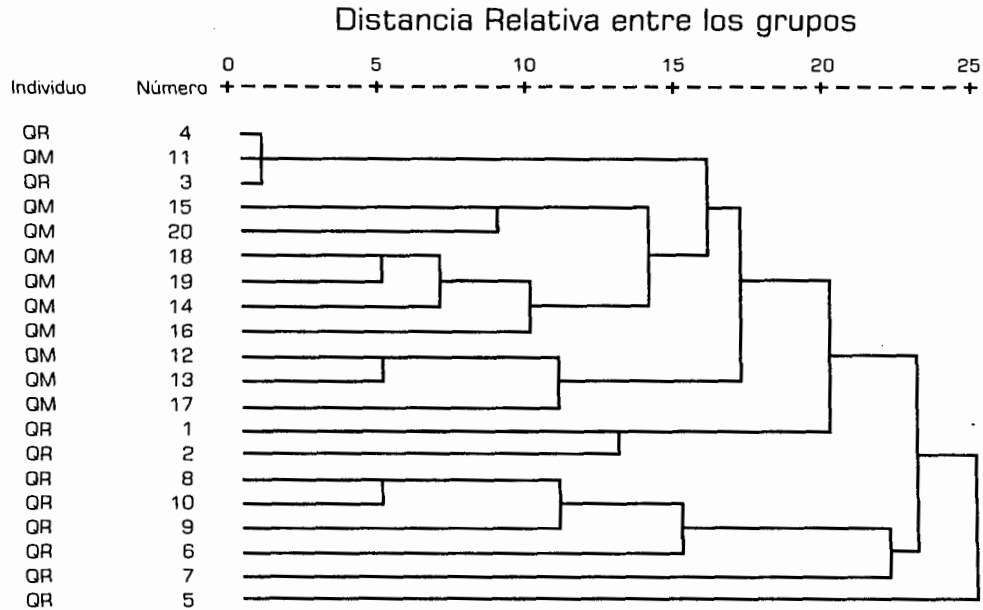 Distancia Relativa entre los grupos
0 5 10 15 20 25
Individuo Número
QR 4
QM 11
QR 3
QM 15
QM 20
QM 18
QM 19
QM 14
QM 16
QM 12
QM 13
QM 17
QR 1
QR 2
QR 8
QR 10
QR 9
QR 6
QR 7
QR 5